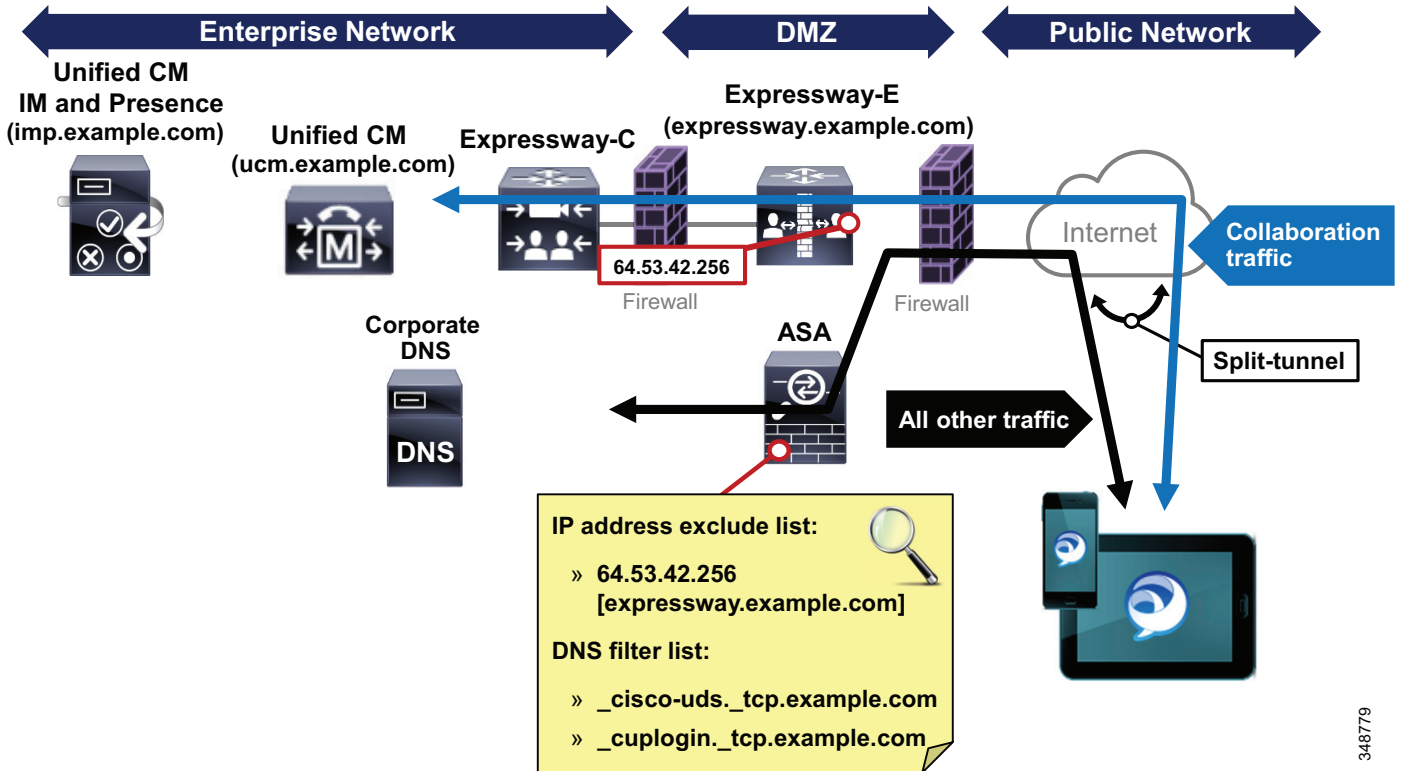 Enterprise Network
DMZ
Public Network
Unified CM
IM and Presence
(imp.example.com)
Unified CM
(ucm.example.com)
Expressway-C
Expressway-E
(expressway.example.com)
M
64.53.42.256
Firewall
Firewall
Internet
Collaboration
traffic
Split-tunnel
Corporate
DNS
DNS
ASA
All other traffic
IP address exclude list:
» 64.53.42.256
[expressway.example.com]
DNS filter list:
» _cisco-uds._tcp.example.com
» _cuplogin._tcp.example.com
348779